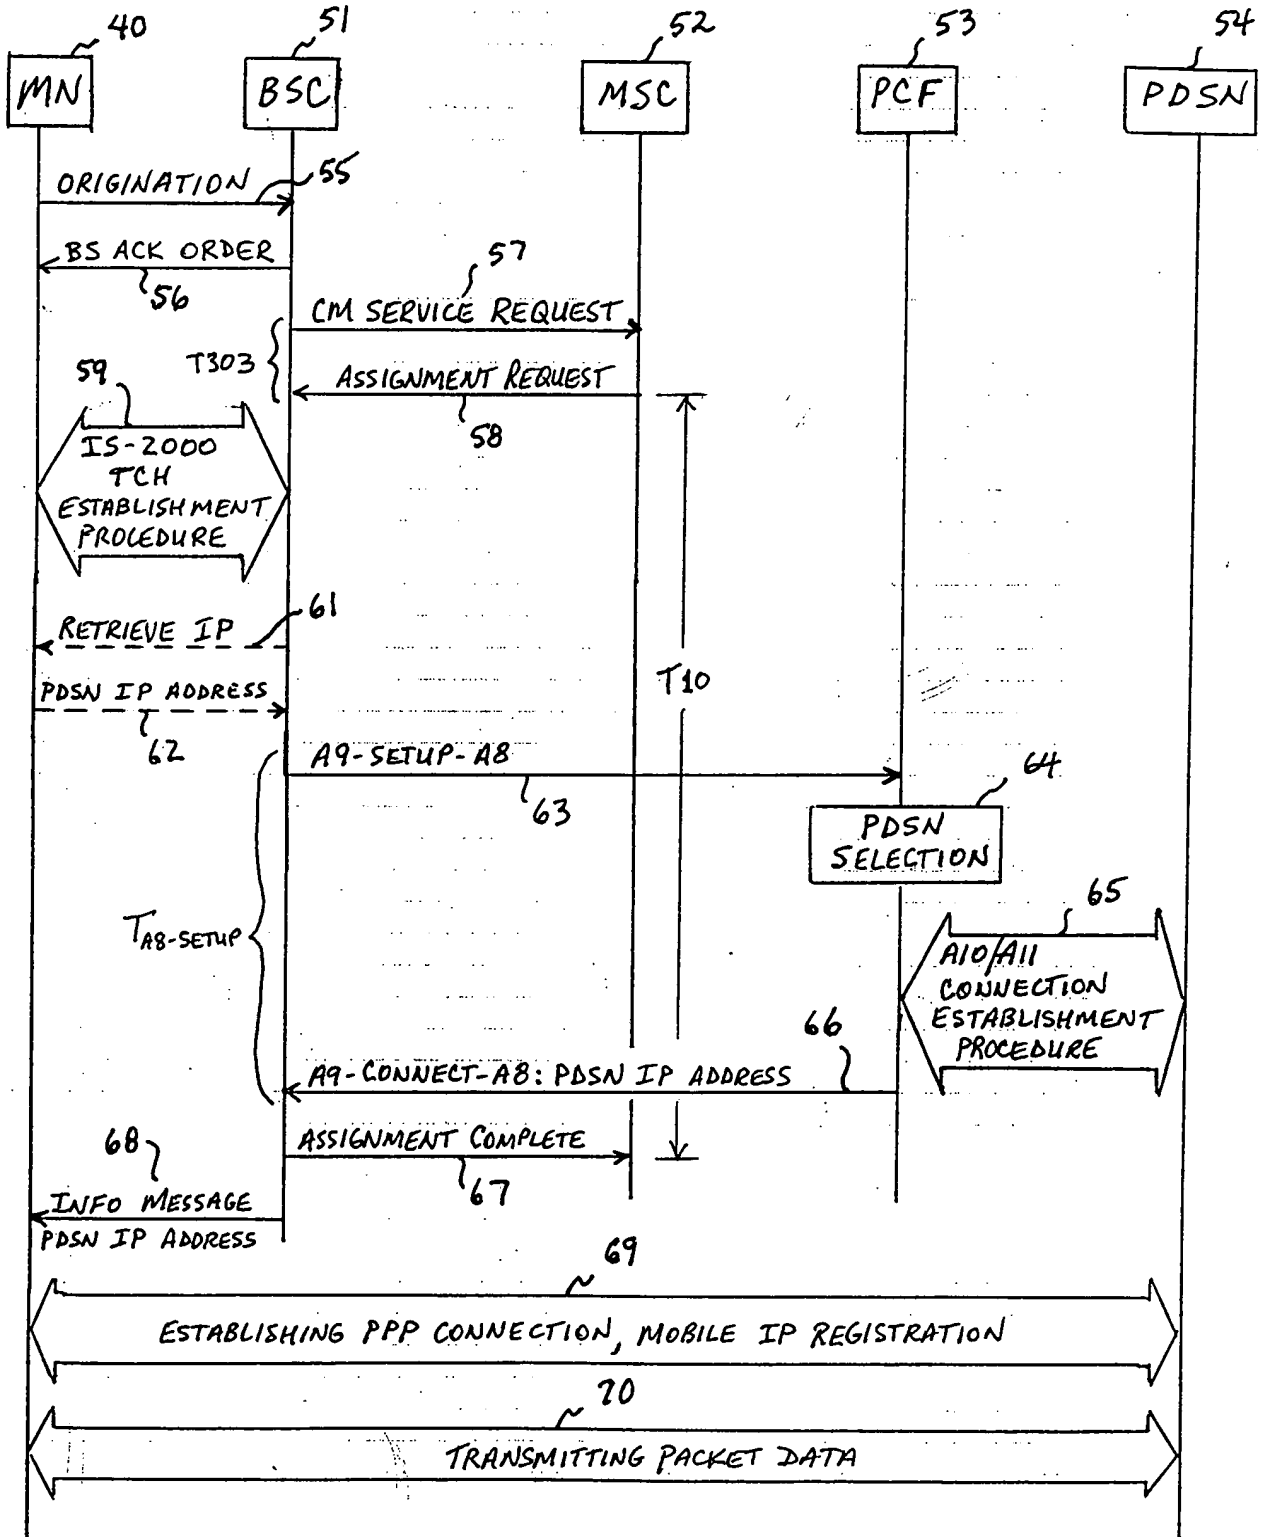 40
51
52
53
54
MN
BSC
MSC
PCF
PDSN
ORIGINATION
55
BS ACK ORDER
56
57
CM SERVICE REQUEST
T303
59
ASSIGNMENT REQUEST
58
IS-2000
TCH
ESTABLISHMENT
PROCEDURE
61
RETRIEVE IP
T10
PDSN IP ADDRESS
62
A9-SETUP-A8
63
64
PDSN
SELECTION
TA8-SETUP
65
A10/A11
CONNECTION
ESTABLISHMENT
PROCEDURE
66
A9-CONNECT-A8: PDSN IP ADDRESS
ASSIGNMENT COMPLETE
67
68
INFO MESSAGE
PDSN IP ADDRESS
69
ESTABLISHING PPP CONNECTION, MOBILE IP REGISTRATION
70
TRANSMITTING PACKET DATA